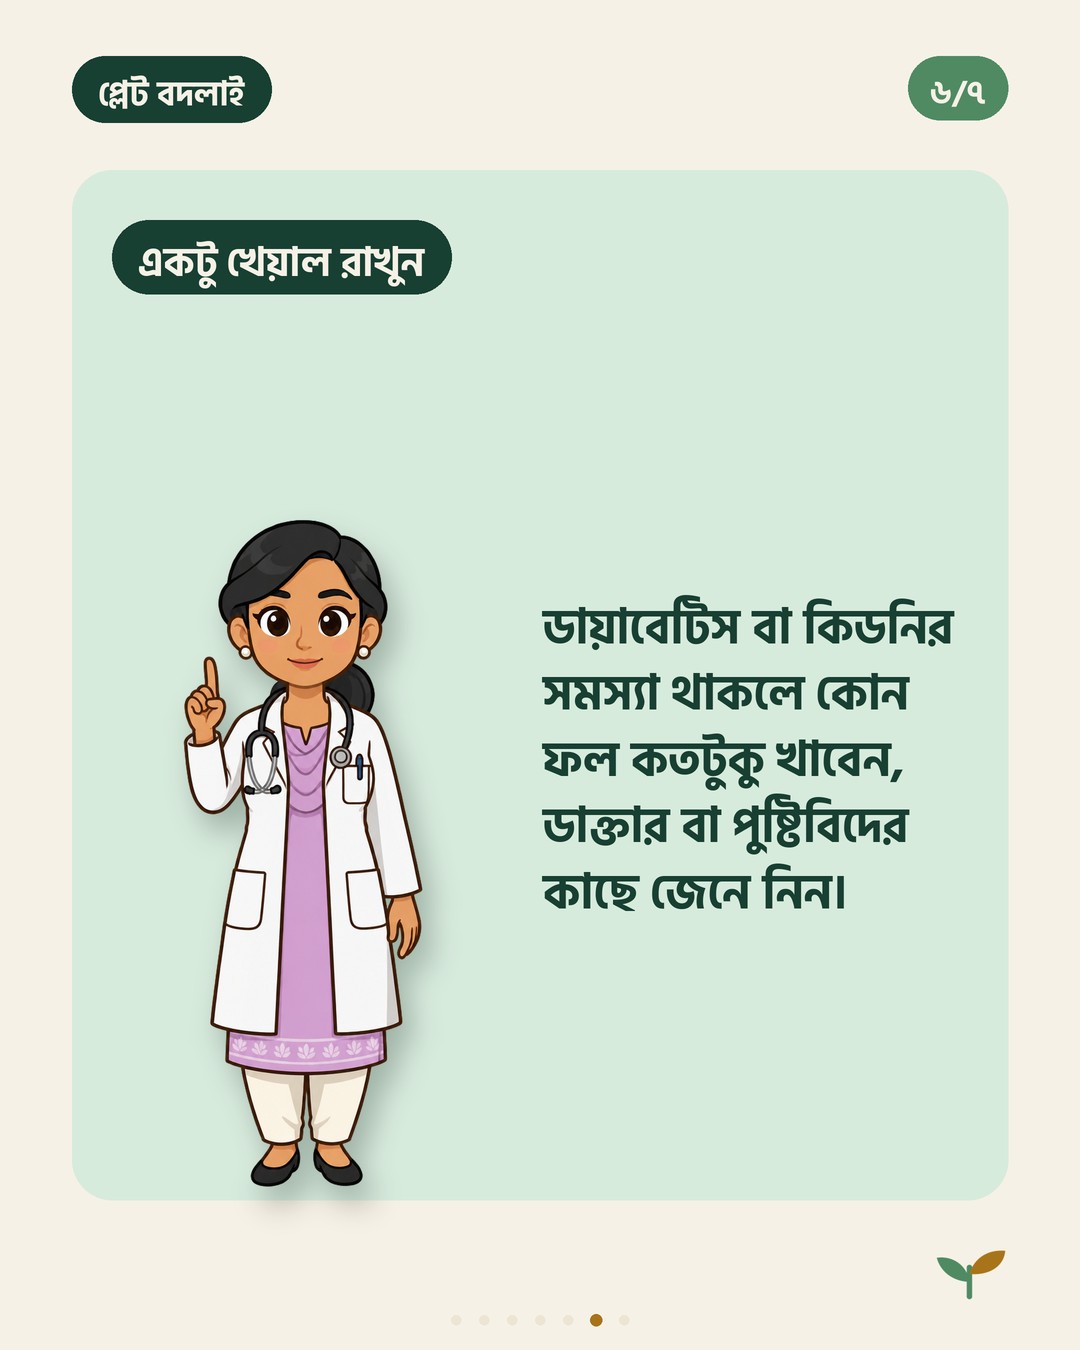 প্লেট বদলাই
৬/৭
একটু খেয়াল রাখুন
ডায়াবেটিস বা কিডনির
সমস্যা থাকলে কোন
ফল কতটুকু খাবেন,
ডাক্তার বা পুষ্টিবিদের
কাছে জেনে নিন।